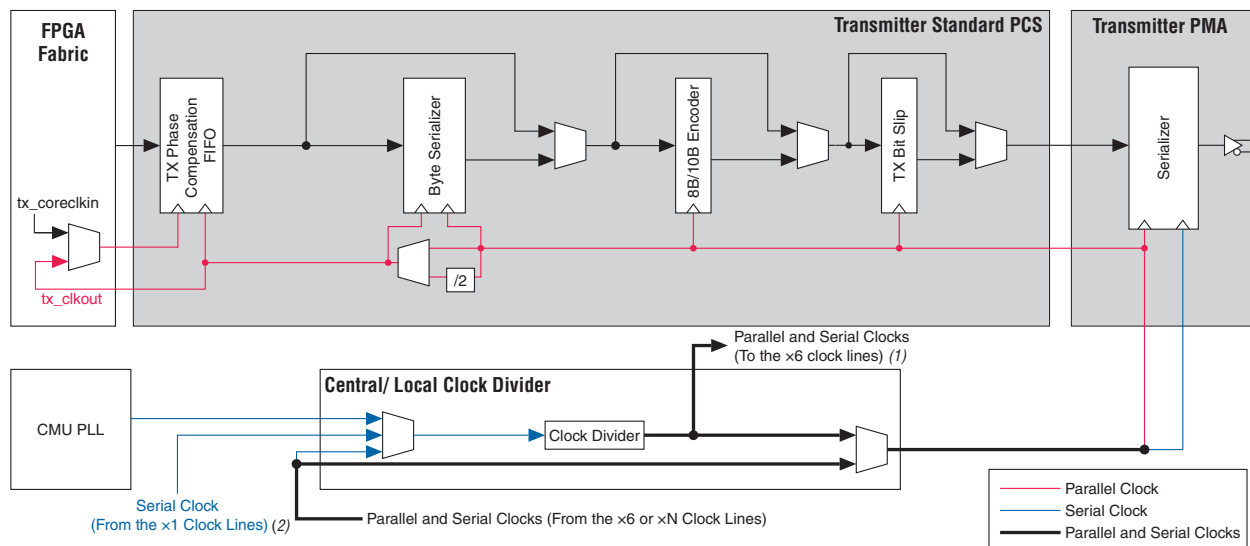 FPGA
Fabric
Transmitter Standard PCS
Transmitter PMA
TX Phase
Compensation
FIFO
Byte Serializer
8B/10B Encoder
TX Bit Slip
Serializer
tx_coreclkin
tx_clkout
/2
Parallel and Serial Clocks
(To the ×6 clock lines) (1)
Central/ Local Clock Divider
CMU PLL
Clock Divider
Serial Clock
(From the ×1 Clock Lines) (2)
Parallel and Serial Clocks (From the ×6 or ×N Clock Lines)
Parallel Clock
Serial Clock
Parallel and Serial Clocks